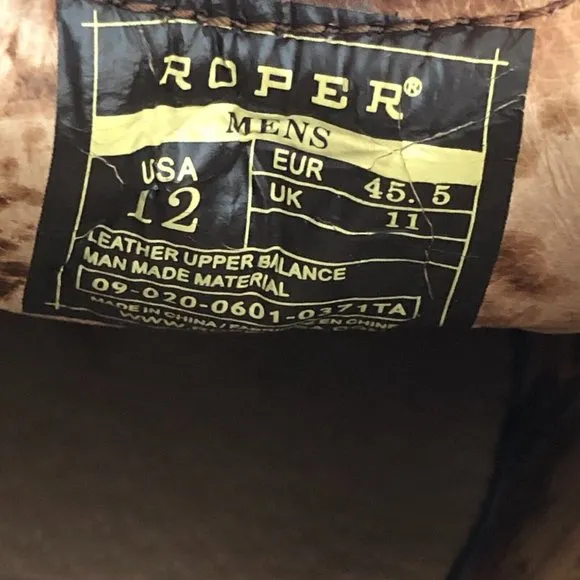 ROPER®
MENS
USA
12
EUR 45.5
UK 11
LEATHER UPPER BALANCE
MAN MADE MATERIAL
09-020-0601-0371TA
MADE IN CHINA /